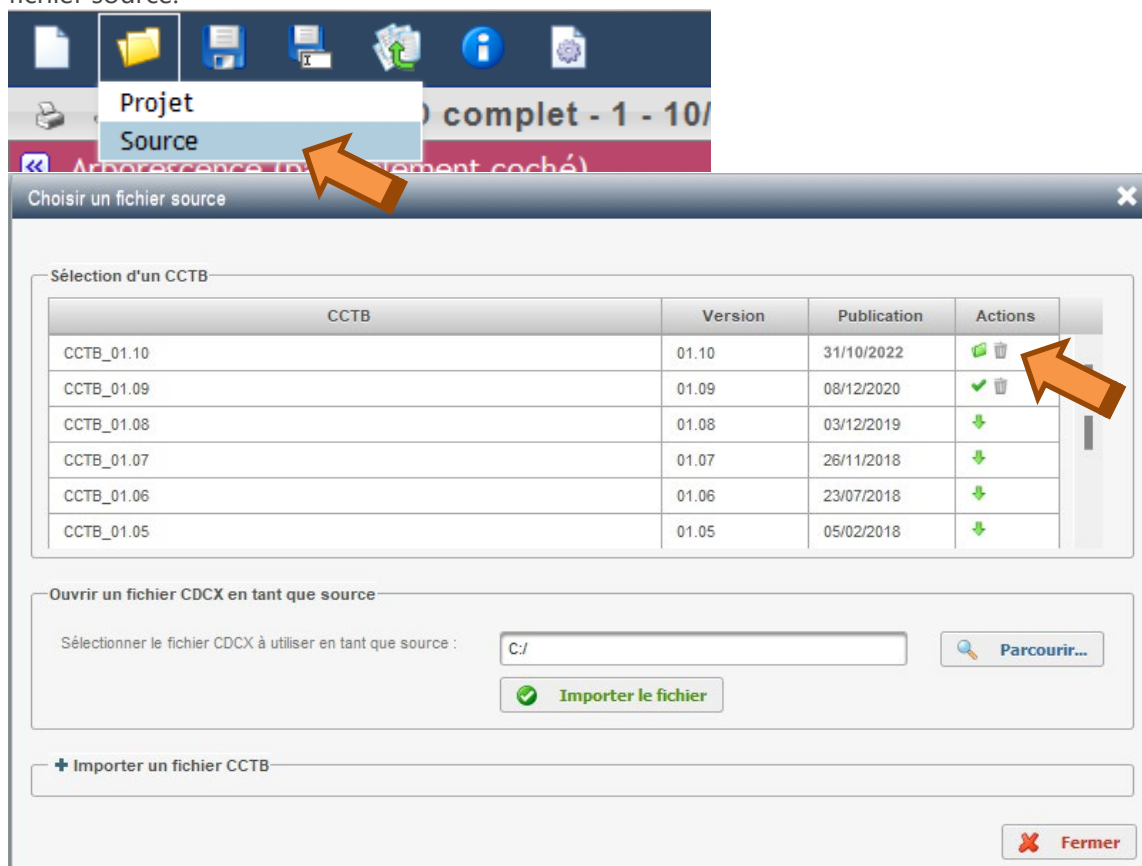 fichier source.
Projet
complet - 1 - 10/
Source
Choisir un fichier source
Sélection d'un CCTB
CCTB Version Publication Actions
CCTB_01.10 01.10 31/10/2022
CCTB_01.09 01.09 08/12/2020
CCTB_01.08 01.08 03/12/2019
CCTB_01.07 01.07 26/11/2018
CCTB_01.06 01.06 23/07/2018
CCTB_01.05 01.05 05/02/2018
Ouvrir un fichier CDCX en tant que source
Sélectionner le fichier CDCX à utiliser en tant que source : C:/ Parcourir...
Importer le fichier
Importer un fichier CCTB
Fermer